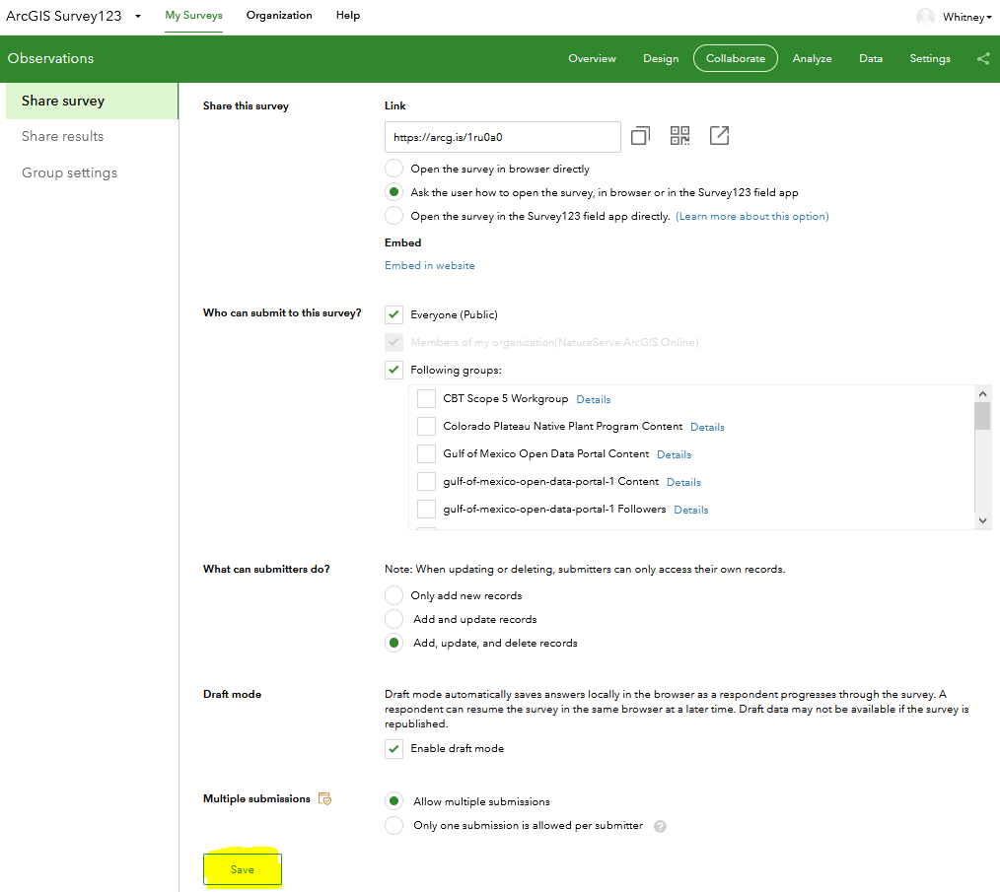 ArcGIS Survey123 My Surveys Organization Help Whitney
Observations Overview Design Collaborate Analyze Data Settings
Share survey
Share results
Group settings
Share this survey
Link
https://arcg.is/1ru0a0
Open the survey in browser directly
Ask the user how to open the survey, in browser or in the Survey123 field app
Open the survey in the Survey123 field app directly. (Learn more about this option)
Embed
Embed in website
Who can submit to this survey?
Everyone (Public)
Members of my organization(NatureServe ArcGIS Online)
Following groups:
CBT Scope 5 Workgroup Details
Colorado Plateau Native Plant Program Content Details
Gulf of Mexico Open Data Portal Content Details
gulf-of-mexico-open-data-portal-1 Content Details
gulf-of-mexico-open-data-portal-1 Followers Details
What can submitters do?
Note: When updating or deleting, submitters can only access their own records.
Only add new records
Add and update records
Add, update, and delete records
Draft mode
Draft mode automatically saves answers locally in the browser as a respondent progresses through the survey. A
respondent can resume the survey in the same browser at a later time. Draft data may not be available if the survey is
republished.
Enable draft mode
Multiple submissions
Allow multiple submissions
Only one submission is allowed per submitter ?
Save